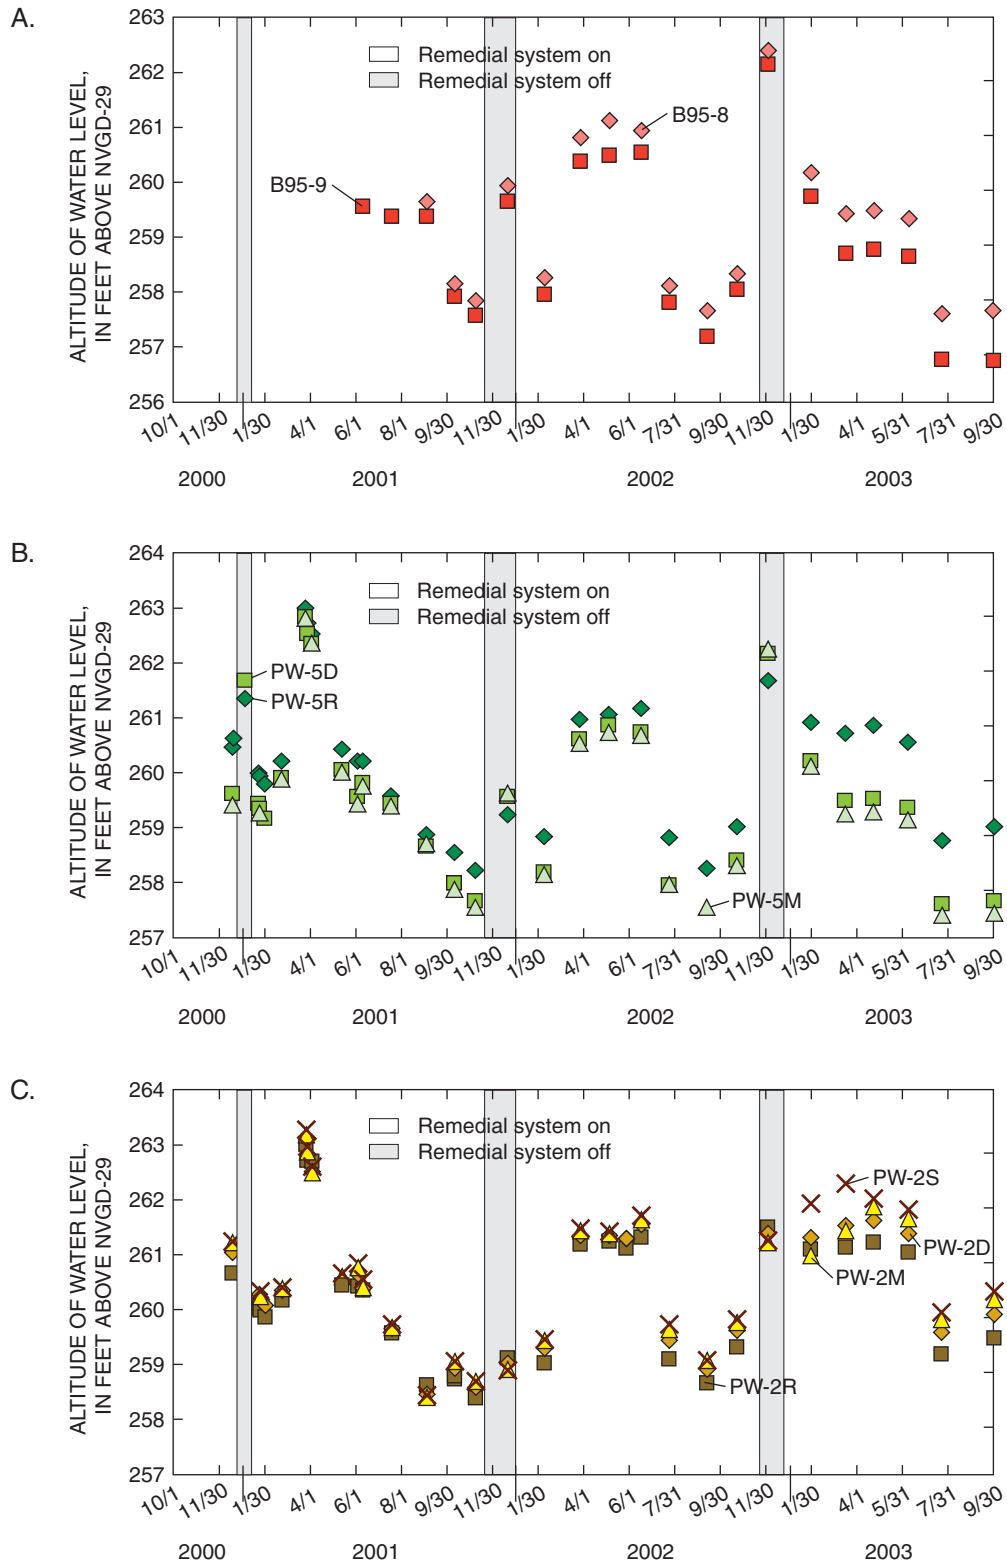 A.
ALTITUDE OF WATER LEVEL,
IN FEET ABOVE NVGD-29
263
262
261
260
259
258
257
256
Remedial system on
Remedial system off
B95-8
B95-9
10/1 11/30 1/30 4/1 6/1 8/1 9/30 11/30 1/30 4/1 6/1 7/31 9/30 11/30 1/30 4/1 5/31 7/31 9/30
2000 2001 2002 2003
B.
ALTITUDE OF WATER LEVEL,
IN FEET ABOVE NVGD-29
264
263
262
261
260
259
258
257
Remedial system on
Remedial system off
PW-5D
PW-5R
PW-5M
10/1 11/30 1/30 4/1 6/1 8/1 9/30 11/30 1/30 4/1 6/1 7/31 9/30 11/30 1/30 4/1 5/31 7/31 9/30
2000 2001 2002 2003
C.
ALTITUDE OF WATER LEVEL,
IN FEET ABOVE NVGD-29
264
263
262
261
260
259
258
257
Remedial system on
Remedial system off
PW-2S
PW-2D
PW-2M
PW-2R
10/1 11/30 1/30 4/1 6/1 8/1 9/30 11/30 1/30 4/1 6/1 7/31 9/30 11/30 1/30 4/1 5/31 7/31 9/30
2000 2001 2002 2003